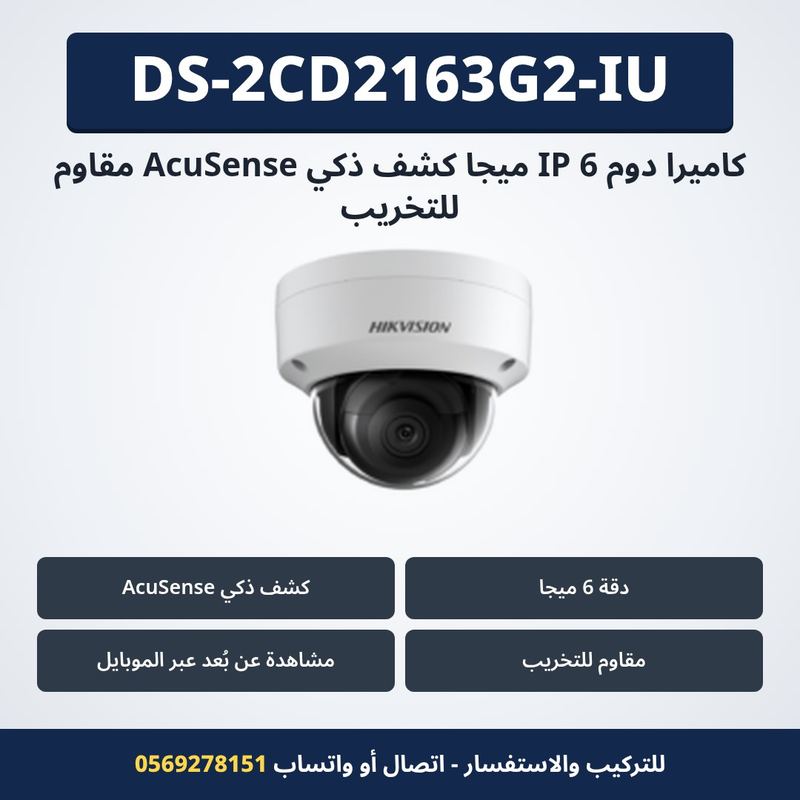 DS-2CD2163G2-IU
كاميرا دوم IP 6 ميجا كشف ذكي AcuSense مقاوم
للتخريب
HIKVISION
دقة 6 ميجا
كشف ذكي AcuSense
مقاوم للتخريب
مشاهدة عن بُعد عبر الموبايل
للتركيب والاستفسار - اتصال أو واتساب 0569278151